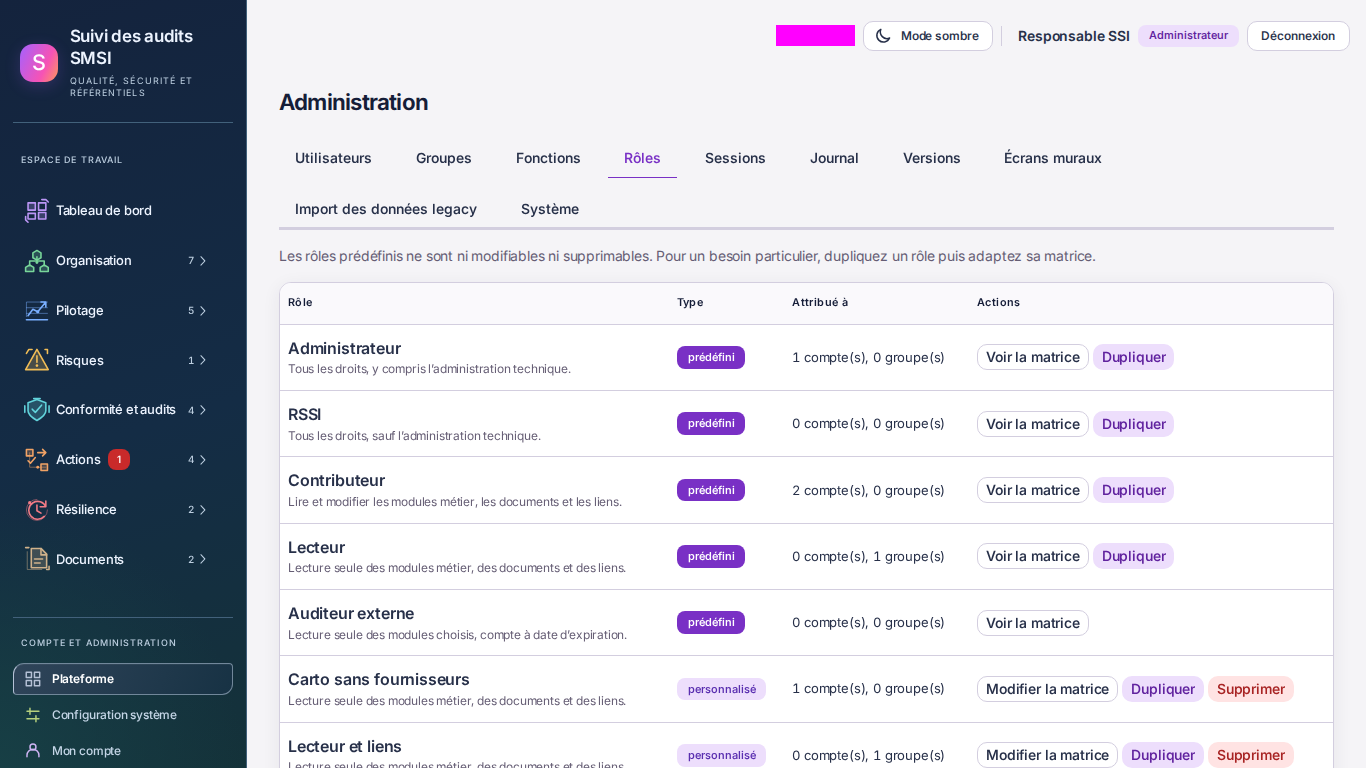 S
Suivi des audits
SMSI
QUALITÉ, SÉCURITÉ ET
RÉFÉRENTIELS
ESPACE DE TRAVAIL
Tableau de bord
Organisation 7
Pilotage 5
Risques 1
Conformité et audits 4
Actions 1 4
Résilience 2
Documents 2
COMPTE ET ADMINISTRATION
Plateforme
Configuration système
Mon compte
Mode sombre Responsable SSI Administrateur Déconnexion
Administration
Utilisateurs Groupes Fonctions Rôles Sessions Journal Versions Écrans muraux
Import des données legacy Système
Les rôles prédéfinis ne sont ni modifiables ni supprimables. Pour un besoin particulier, dupliquez un rôle puis adaptez sa matrice.
Rôle Type Attribué à Actions
Administrateur
Tous les droits, y compris l’administration technique.
prédéfini 1 compte(s), 0 groupe(s) Voir la matrice Dupliquer
RSSI
Tous les droits, sauf l’administration technique.
prédéfini 0 compte(s), 0 groupe(s) Voir la matrice Dupliquer
Contributeur
Lire et modifier les modules métier, les documents et les liens.
prédéfini 2 compte(s), 0 groupe(s) Voir la matrice Dupliquer
Lecteur
Lecture seule des modules métier, des documents et des liens.
prédéfini 0 compte(s), 1 groupe(s) Voir la matrice Dupliquer
Auditeur externe
Lecture seule des modules choisis, compte à date d’expiration.
prédéfini 0 compte(s), 0 groupe(s) Voir la matrice
Carto sans fournisseurs
Lecture seule des modules métier, des documents et des liens.
personnalisé 1 compte(s), 0 groupe(s) Modifier la matrice Dupliquer Supprimer
Lecteur et liens
Lecture seule des modules métier, des documents et des liens.
personnalisé 0 compte(s), 1 groupe(s) Modifier la matrice Dupliquer Supprimer